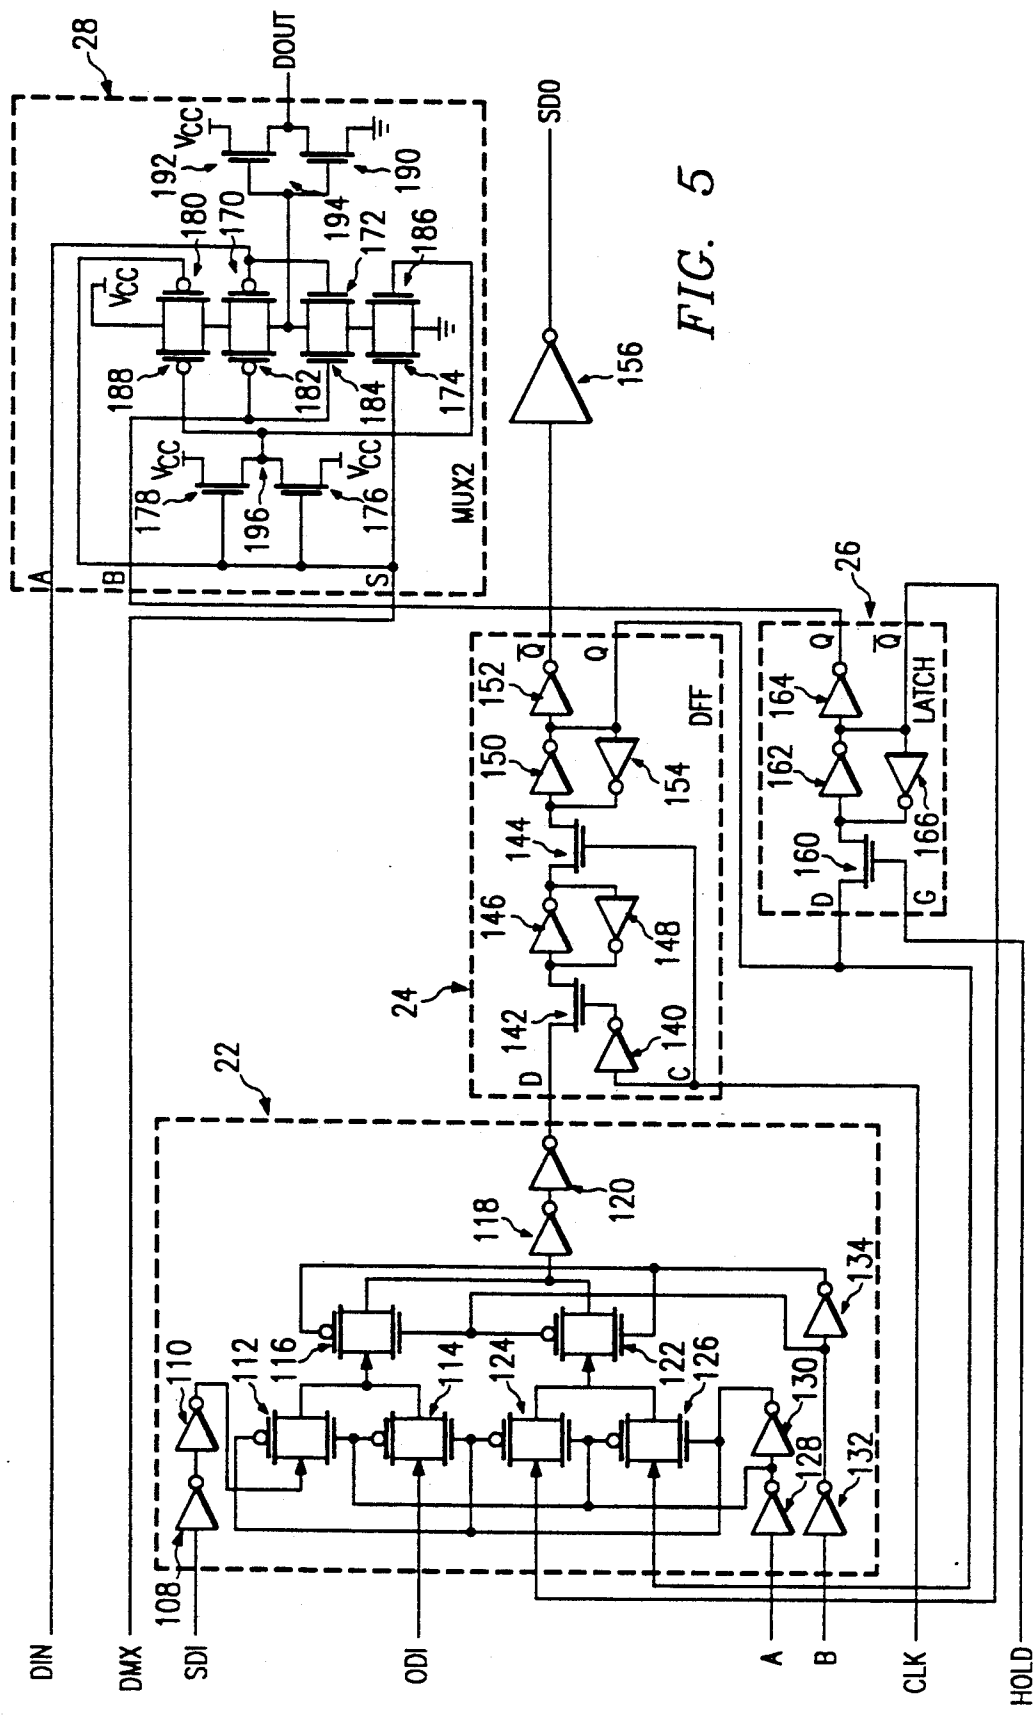 DIN
DMX
SDI
ODI
A
B
CLK
HOLD
22
108
110
112
116
114
124
122
126
128
130
132
134
118
120
24
D
C
142
140
146
148
144
150
154
152
Q̅
Q
DFF
26
D
G
160
162
166
164
Q
Q̅
LATCH
156
SDO
28
A
B
S
MUX2
VCC
178
196
176
VCC
VCC
188
182
184
174
180
170
172
186
VCC
192
194
190
DOUT
FIG. 5